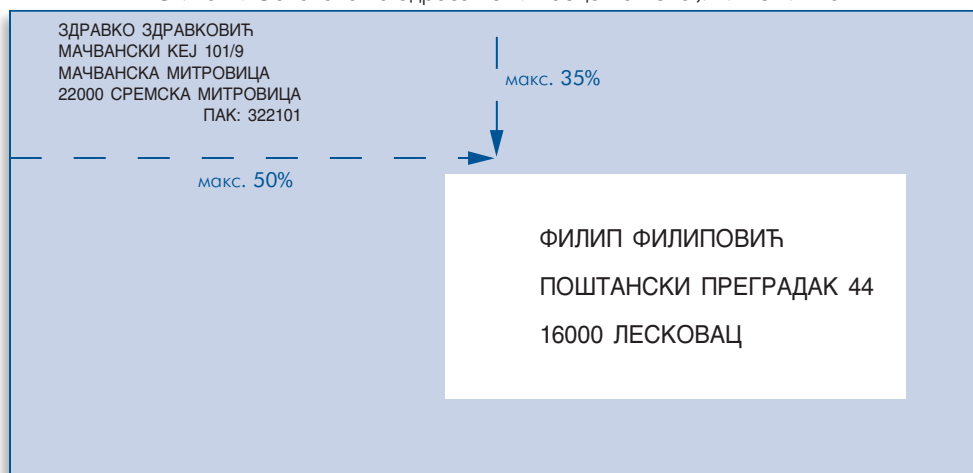 ЗДРАВКО ЗДРАВКОВИЋ
МАЧВАНСКИ КЕЈ 101/9
МАЧВАНСКА МИТРОВИЦА
22000 СРЕМСКА МИТРОВИЦА
ПАК: 322101
макс. 35%
макс. 50%
ФИЛИП ФИЛИПОВИЋ
ПОШТАНСКИ ПРЕГРАДАК 44
16000 ЛЕСКОВАЦ